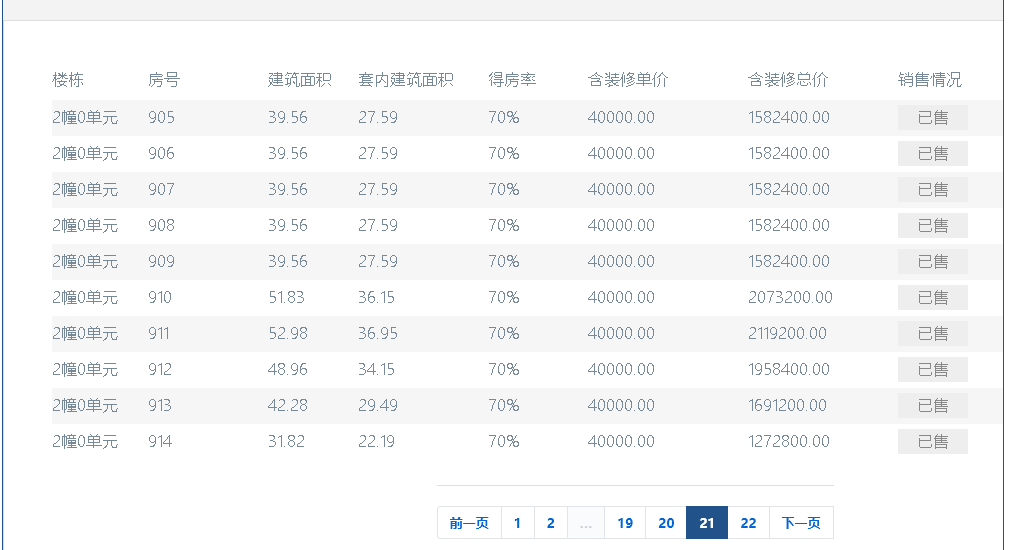 楼栋 房号 建筑面积 套内建筑面积 得房率 含装修单价 含装修总价 销售情况
2幢0单元 905 39.56 27.59 70% 40000.00 1582400.00 已售
2幢0单元 906 39.56 27.59 70% 40000.00 1582400.00 已售
2幢0单元 907 39.56 27.59 70% 40000.00 1582400.00 已售
2幢0单元 908 39.56 27.59 70% 40000.00 1582400.00 已售
2幢0单元 909 39.56 27.59 70% 40000.00 1582400.00 已售
2幢0单元 910 51.83 36.15 70% 40000.00 2073200.00 已售
2幢0单元 911 52.98 36.95 70% 40000.00 2119200.00 已售
2幢0单元 912 48.96 34.15 70% 40000.00 1958400.00 已售
2幢0单元 913 42.28 29.49 70% 40000.00 1691200.00 已售
2幢0单元 914 31.82 22.19 70% 40000.00 1272800.00 已售
前一页 1 2 ... 19 20 21 22 下一页